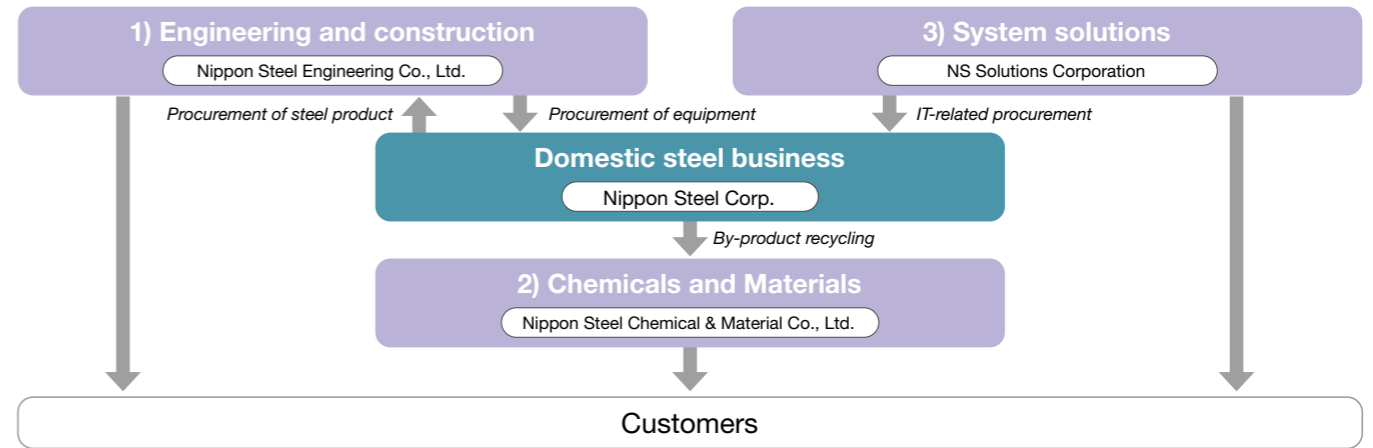 1) Engineering and construction
Nippon Steel Engineering Co., Ltd.
3) System solutions
NS Solutions Corporation
Procurement of steel product
Procurement of equipment
IT-related procurement
Domestic steel business
Nippon Steel Corp.
By-product recycling
2) Chemicals and Materials
Nippon Steel Chemical & Material Co., Ltd.
Customers